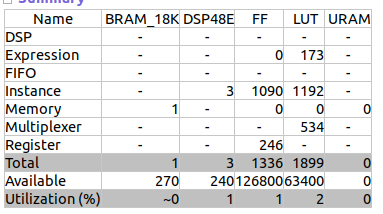 Summary
Name BRAM_18K DSP48E FF LUT URAM
DSP - - - - -
Expression - - 0 173 -
FIFO - - - - -
Instance - 3 1090 1192 -
Memory 1 - 0 0 0
Multiplexer - - - 534 -
Register - - 246 - -
Total 1 3 1336 1899 0
Available 270 240 126800 63400 0
Utilization (%) ~0 1 1 2 0